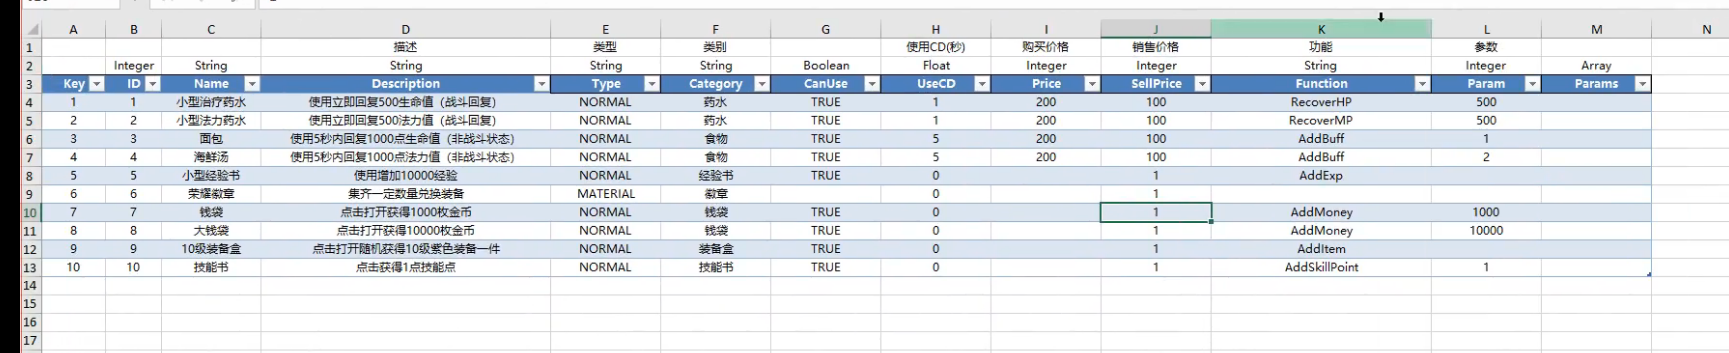 A B C D E F G H I J K L M N
1 描述 类型 类别 使用CD(秒) 购买价格 销售价格 功能 参数
2 Integer String String String String Boolean Float Integer Integer String Integer Array
3 Key ID Name Description Type Category CanUse UseCD Price SellPrice Function Param Params
4 1 1 小型治疗药水 使用立即回复500生命值（战斗回复） NORMAL 药水 TRUE 1 200 100 RecoverHP 500
5 2 2 小型法力药水 使用立即回复500法力值（战斗回复） NORMAL 药水 TRUE 1 200 100 RecoverMP 500
6 3 3 面包 使用5秒内回复1000点生命值（非战斗状态） NORMAL 食物 TRUE 5 200 100 AddBuff 1
7 4 4 海鲜汤 使用5秒内回复1000点法力值（非战斗状态） NORMAL 食物 TRUE 5 200 100 AddBuff 2
8 5 5 小型经验书 使用增加10000经验 NORMAL 经验书 TRUE 0 1 AddExp
9 6 6 荣耀徽章 集齐一定数量兑换装备 MATERIAL 徽章 0 1
10 7 7 钱袋 点击打开获得1000枚金币 NORMAL 钱袋 TRUE 0 1 AddMoney 1000
11 8 8 大钱袋 点击打开获得10000枚金币 NORMAL 钱袋 TRUE 0 1 AddMoney 10000
12 9 9 10级装备盒 点击打开随机获得10级紫色装备一件 NORMAL 装备盒 TRUE 0 1 AddItem
13 10 10 技能书 点击获得1点技能点 NORMAL 技能书 TRUE 0 1 AddSkillPoint 1
14
15
16
17